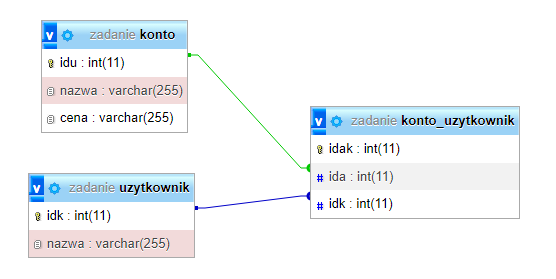 v zadanie konto
idu : int(11)
nazwa : varchar(255)
cena : varchar(255)
v zadanie konto_uzytkownik
idak : int(11)
# ida : int(11)
# idk : int(11)
v zadanie uzytkownik
idk : int(11)
nazwa : varchar(255)